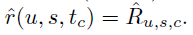 r̂(u, s, t_c) = R̂_{u,s,c}.